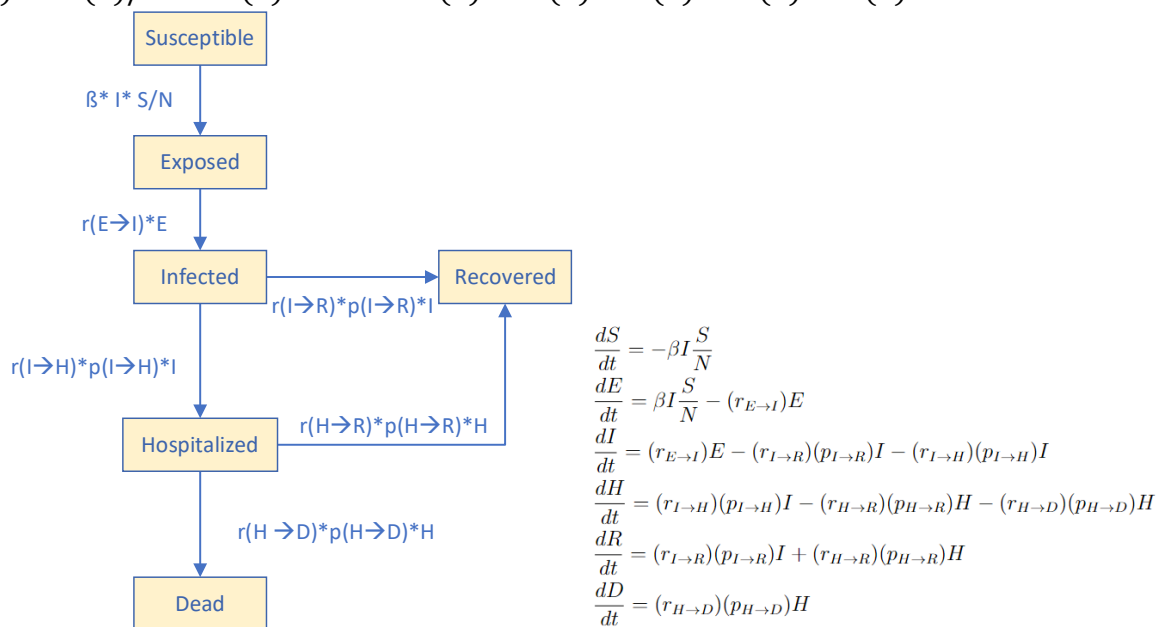 Susceptible
ß* I* S/N
Exposed
r(E→I)*E
Infected
Recovered
r(I→R)*p(I→R)*I
r(I→H)*p(I→H)*I
r(H→R)*p(H→R)*H
Hospitalized
r(H →D)*p(H→D)*H
Dead
dS/dt = −βI S/N
dE/dt = βI S/N − (r_{E→I})E
dI/dt = (r_{E→I})E − (r_{I→R})(p_{I→R})I − (r_{I→H})(p_{I→H})I
dH/dt = (r_{I→H})(p_{I→H})I − (r_{H→R})(p_{H→R})H − (r_{H→D})(p_{H→D})H
dR/dt = (r_{I→R})(p_{I→R})I + (r_{H→R})(p_{H→R})H
dD/dt = (r_{H→D})(p_{H→D})H